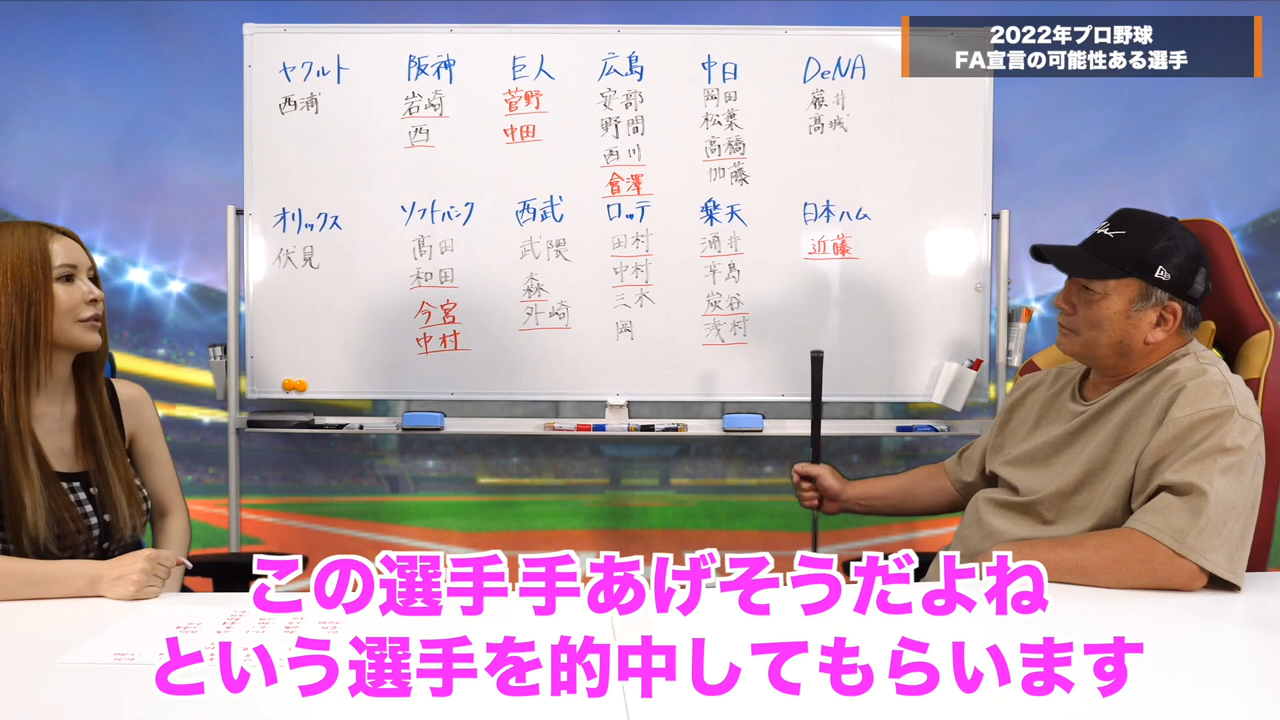 2022年プロ野球
FA宣言の可能性ある選手
ヤクルト
西浦
阪神
岩崎
西
巨人
菅野
中田
広島
安部
野間
西川
會澤
中日
岡田
松葉
高橋
加藤
DeNA
嶺井
髙城
オリックス
伏見
ソフトバンク
髙田
和田
今宮
中村
西武
武隈
森
外崎
ロッテ
田村
中村
三木
岡
楽天
涌井
辛島
炭谷
浅村
日本ハム
近藤
この選手手あげそうだよね
という選手を的中してもらいます